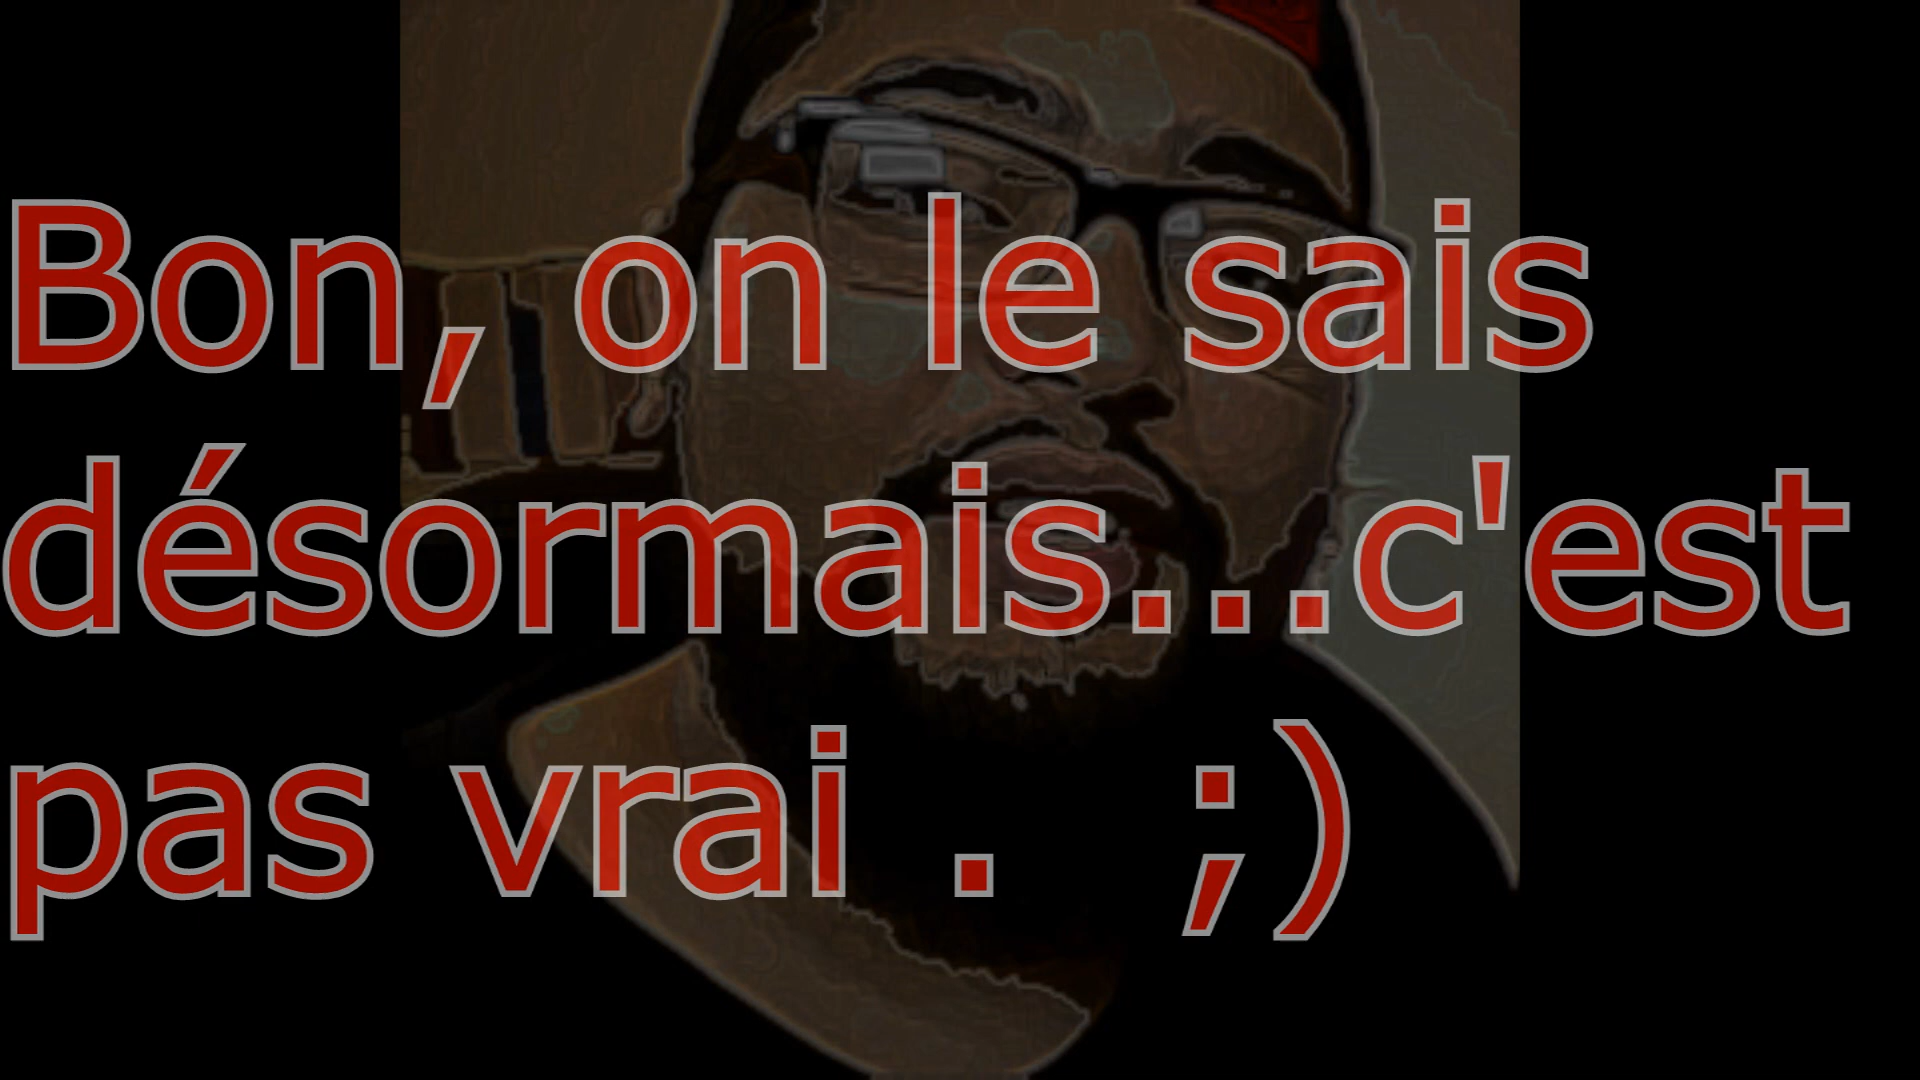 Bon, on le sais
désormais...c'est
pas vrai .  ;)